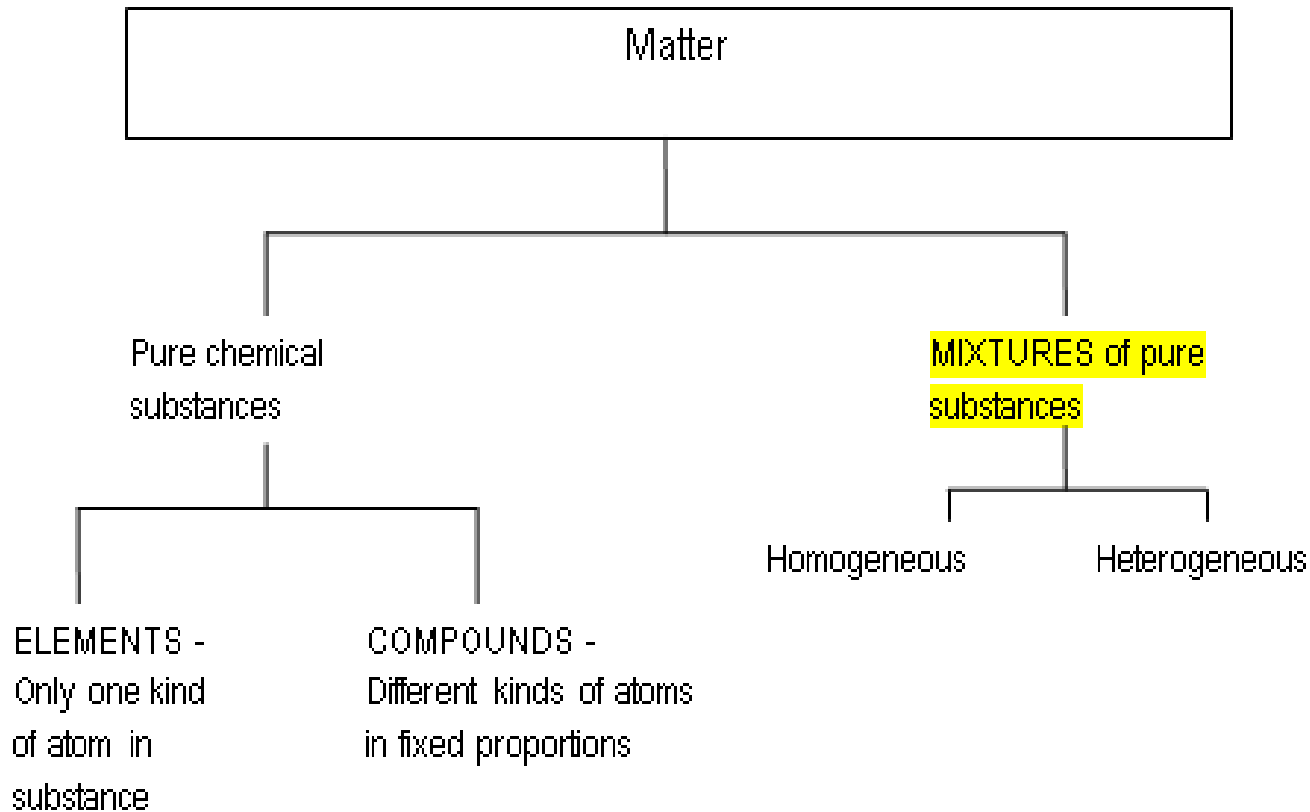 Matter
Pure chemical
substances
MIXTURES of pure
substances
Homogeneous
Heterogeneous
ELEMENTS -
Only one kind
of atom in
substance
COMPOUNDS -
Different kinds of atoms
in fixed proportions